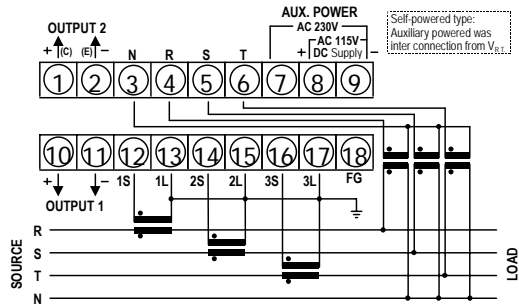 AUX. POWER
OUTPUT 2
AC 230V
AC 115V
+ (C) (E) − N R S T + DC Supply −
Self-powered type:
Auxiliary powered was
inter connection from V R.T.
1 2 3 4 5 6 7 8 9
10 11 12 13 14 15 16 17 18
+ − 1S 1L 2S 2L 3S 3L FG
OUTPUT 1
R
S
T
N
SOURCE
LOAD